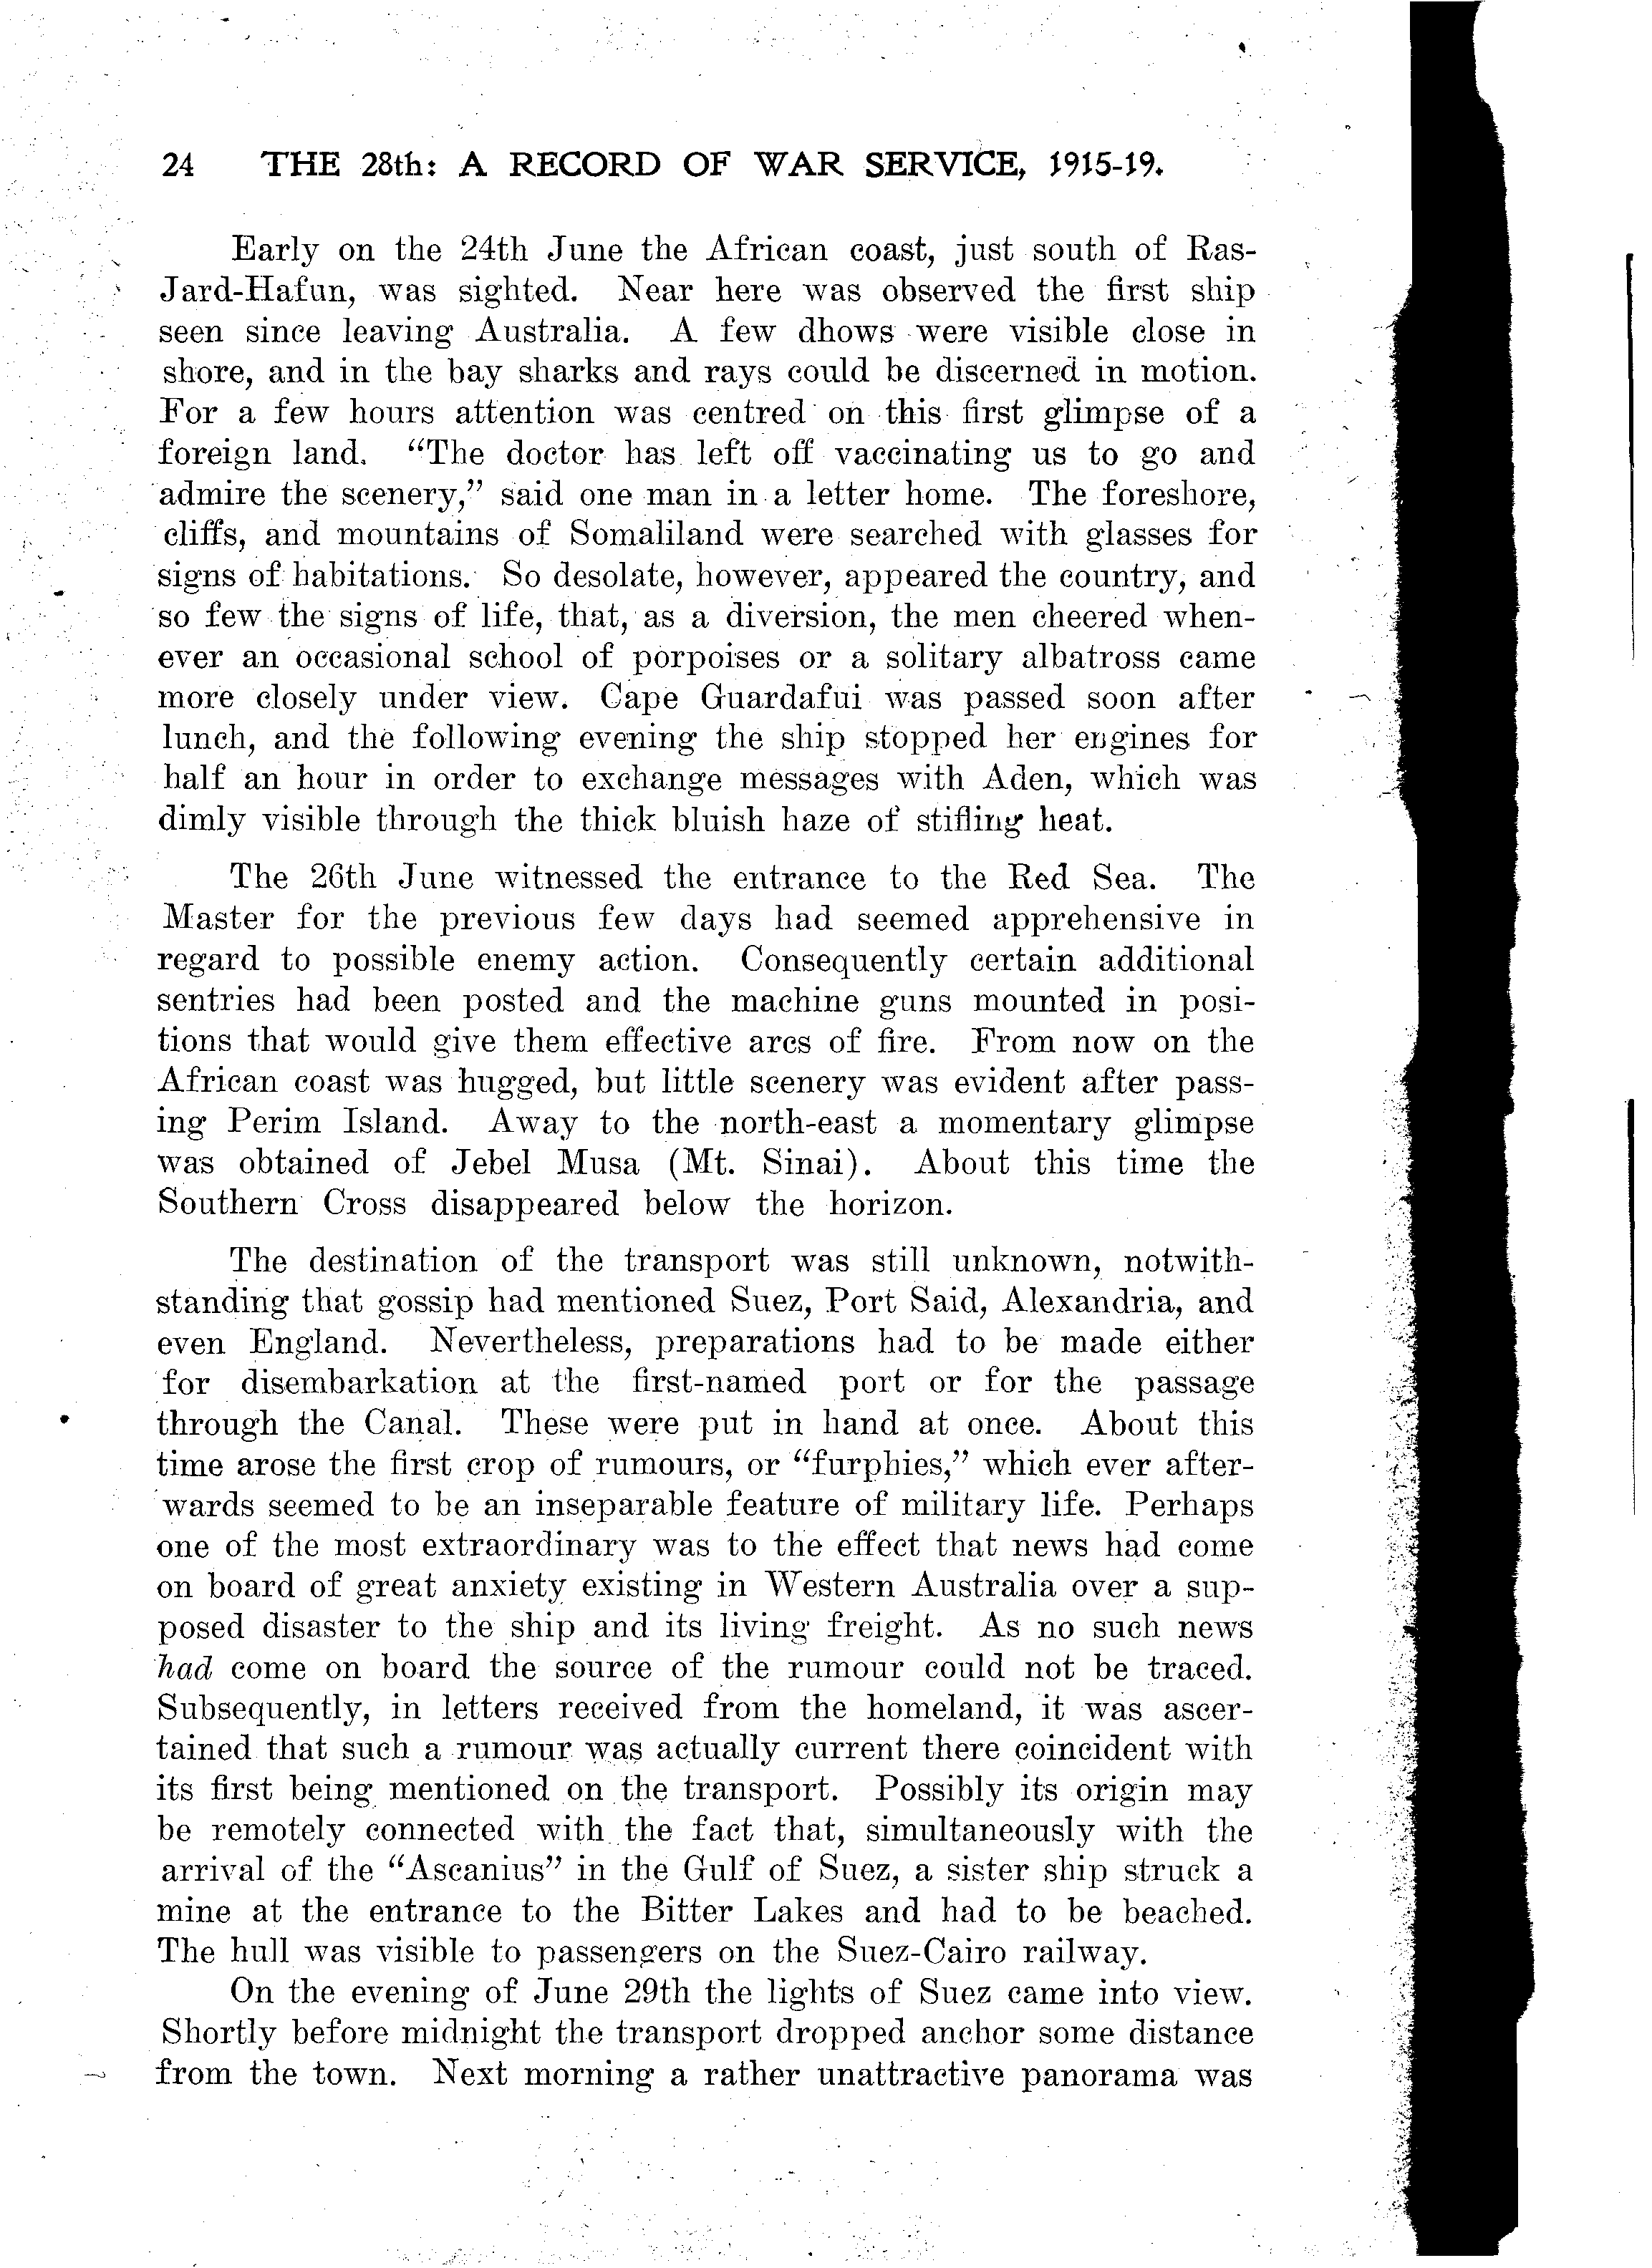 24 THE 28th: A RECORD OF WAR SERVICE, 1915-19.
Early on the 24th June the African coast, just south of Ras-
Jard-Hafun, was sighted. Near here was observed the first ship
seen since leaving Australia. A few dhows were visible close in
shore, and in the bay sharks and rays could be discerned in motion.
For a few hours attention was centred on this first glimpse of a
foreign land. “The doctor has left off vaccinating us to go and
admire the scenery,” said one man in a letter home. The foreshore,
cliffs, and mountains of Somaliland were searched with glasses for
signs of habitations. So desolate, however, appeared the country, and
so few the signs of life, that, as a diversion, the men cheered when-
ever an occasional school of porpoises or a solitary albatross came
more closely under view. Cape Guardafui was passed soon after
lunch, and the following evening the ship stopped her engines for
half an hour in order to exchange messages with Aden, which was
dimly visible through the thick bluish haze of stifling heat.
The 26th June witnessed the entrance to the Red Sea. The
Master for the previous few days had seemed apprehensive in
regard to possible enemy action. Consequently certain additional
sentries had been posted and the machine guns mounted in posi-
tions that would give them effective arcs of fire. From now on the
African coast was hugged, but little scenery was evident after pass-
ing Perim Island. Away to the north-east a momentary glimpse
was obtained of Jebel Musa (Mt. Sinai). About this time the
Southern Cross disappeared below the horizon.
The destination of the transport was still unknown, notwith-
standing that gossip had mentioned Suez, Port Said, Alexandria, and
even England. Nevertheless, preparations had to be made either
for disembarkation at the first-named port or for the passage
through the Canal. These were put in hand at once. About this
time arose the first crop of rumours, or “furphies,” which ever after-
wards seemed to be an inseparable feature of military life. Perhaps
one of the most extraordinary was to the effect that news had come
on board of great anxiety existing in Western Australia over a sup-
posed disaster to the ship and its living freight. As no such news
had come on board the source of the rumour could not be traced.
Subsequently, in letters received from the homeland, it was ascer-
tained that such a rumour was actually current there coincident with
its first being mentioned on the transport. Possibly its origin may
be remotely connected with the fact that, simultaneously with the
arrival of the “Ascanius” in the Gulf of Suez, a sister ship struck a
mine at the entrance to the Bitter Lakes and had to be beached.
The hull was visible to passengers on the Suez-Cairo railway.
On the evening of June 29th the lights of Suez came into view.
Shortly before midnight the transport dropped anchor some distance
from the town. Next morning a rather unattractive panorama was